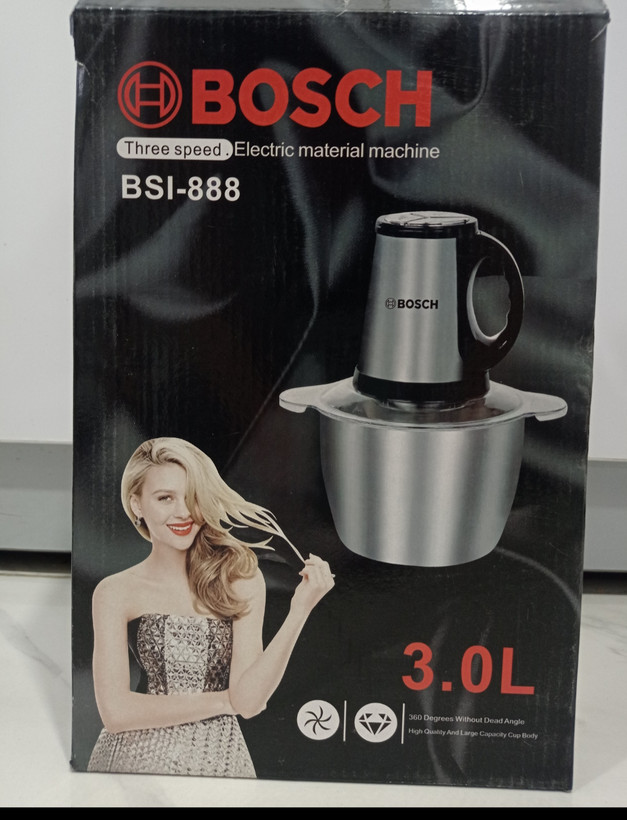 BOSCH
Three speed . Electric material machine
BSI-888
BOSCH
3.0L
360 Degrees Without Dead Angle
High Quality And Large Capacity Cup Body